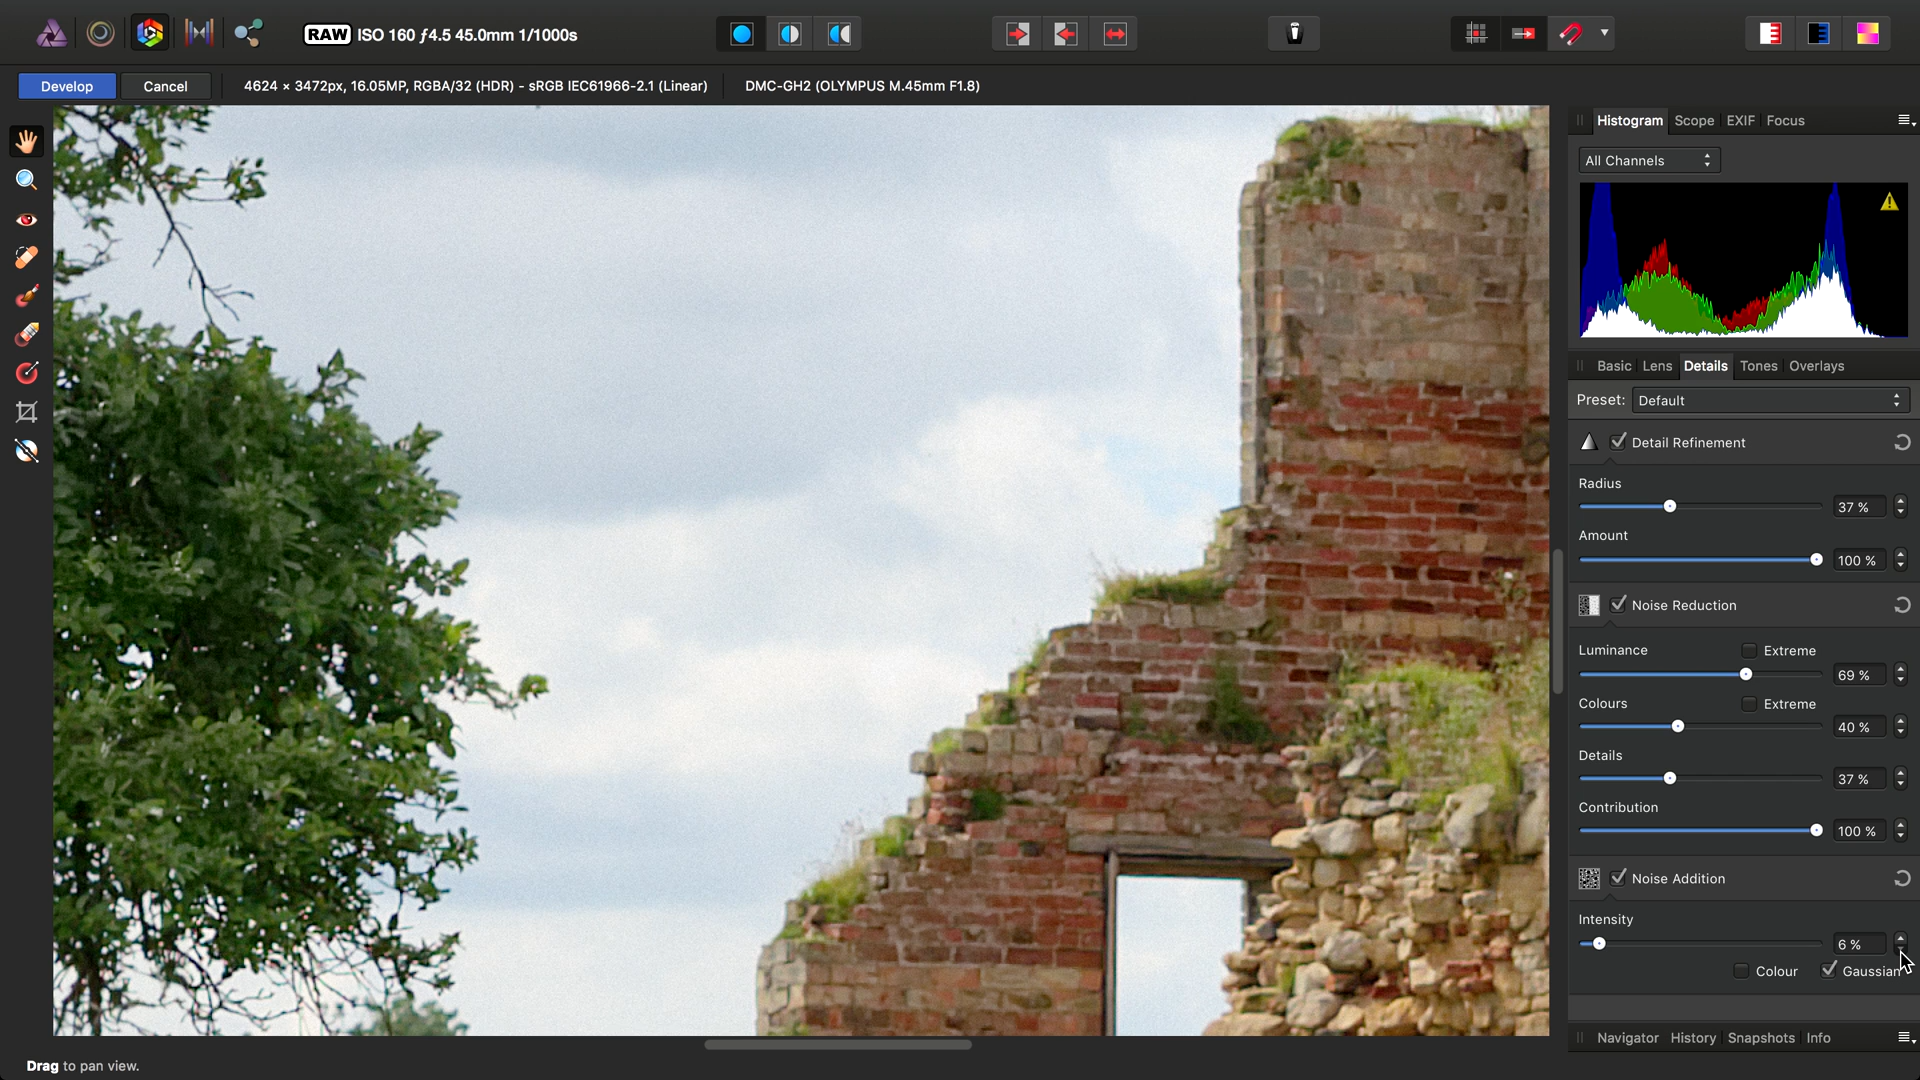 RAW ISO 160 ƒ4.5 45.0mm 1/1000s
Develop Cancel 4624 × 3472px, 16.05MP, RGBA/32 (HDR) - sRGB IEC61966-2.1 (Linear) DMC-GH2 (OLYMPUS M.45mm F1.8)
Histogram Scope EXIF Focus
All Channels
Basic Lens Details Tones Overlays
Preset: Default
Detail Refinement
Radius
37 %
Amount
100 %
Noise Reduction
Luminance Extreme
69 %
Colours Extreme
40 %
Details
37 %
Contribution
100 %
Noise Addition
Intensity
6 %
Colour Gaussian
Navigator History Snapshots Info
Drag to pan view.